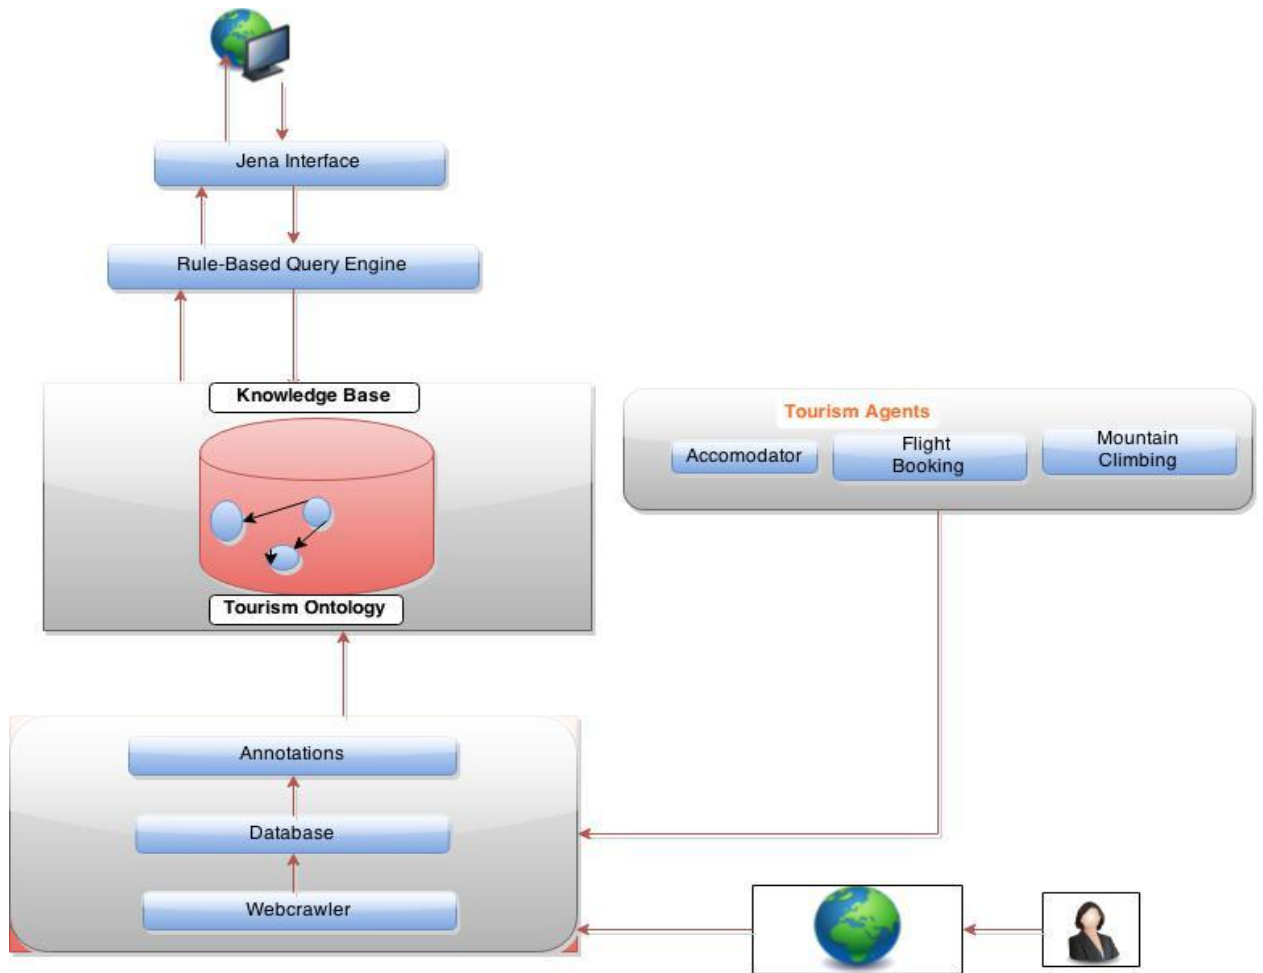 Jena Interface
Rule-Based Query Engine
Knowledge Base
Tourism Ontology
Tourism Agents
Accomodator
Flight
Booking
Mountain
Climbing
Annotations
Database
Webcrawler